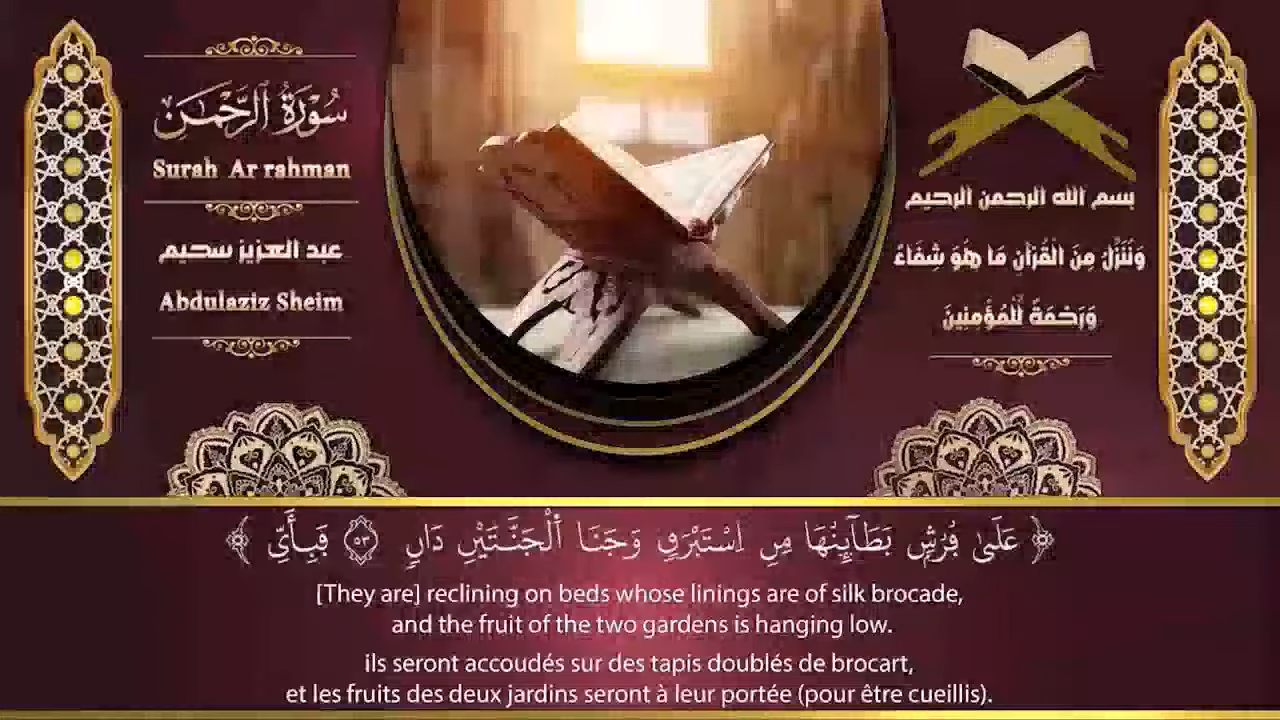 سُوْرَةُ الرَّحْمٰن
Surah Ar rahman
عبد العزيز سحيم
Abdulaziz Sheim
بسم الله الرحمن الرحيم
وَنُنَزِّلُ مِنَ الْقُرْآنِ مَا هُوَ شِفَاءٌ
وَرَحْمَةٌ لِّلْمُؤْمِنِينَ
عَلَىٰ فُرُشٍ بَطَآئِنُهَا مِنْ إِسْتَبْرَقٍ وَجَنَا ٱلْجَنَّتَيْنِ دَانٍ ٥٣ فَبِأَيِّ
[They are] reclining on beds whose linings are of silk brocade,
and the fruit of the two gardens is hanging low.
ils seront accoudés sur des tapis doublés de brocart,
et les fruits des deux jardins seront à leur portée (pour être cueillis).